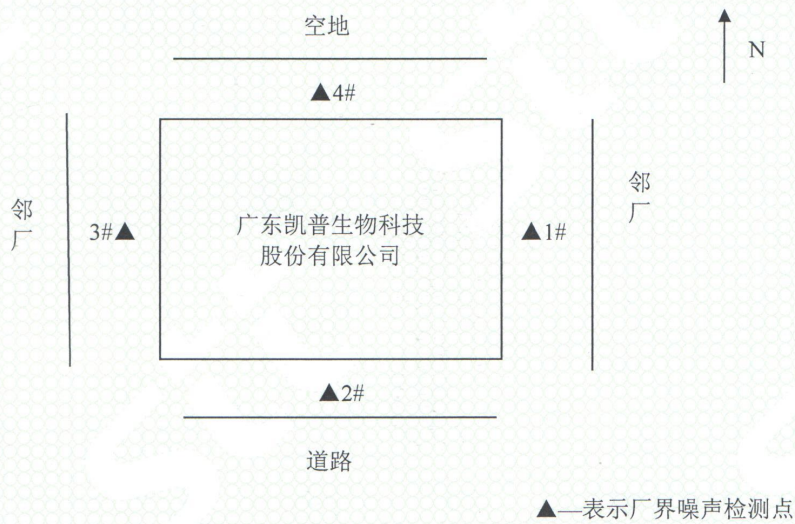 空地
N
▲4#
邻厂
3#▲
广东凯普生物科技
股份有限公司
▲1#
邻厂
▲2#
道路
▲—表示厂界噪声检测点